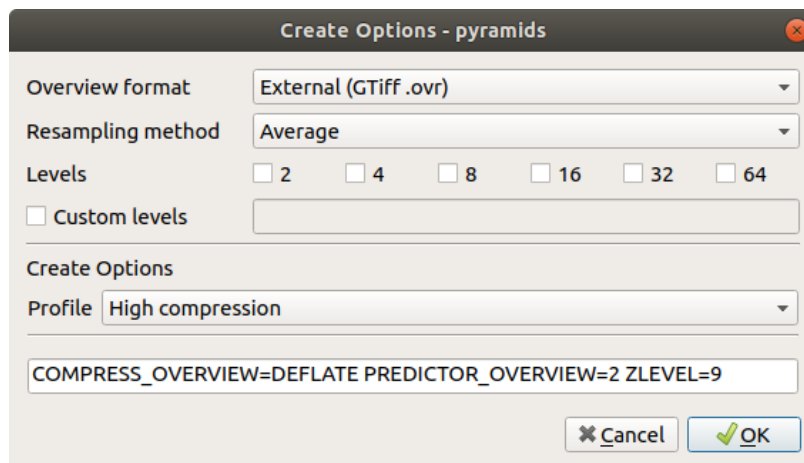 Create Options - pyramids
Overview format External (GTiff .ovr)
Resampling method Average
Levels 2 4 8 16 32 64
Custom levels
Create Options
Profile High compression
COMPRESS_OVERVIEW=DEFLATE PREDICTOR_OVERVIEW=2 ZLEVEL=9
Cancel OK